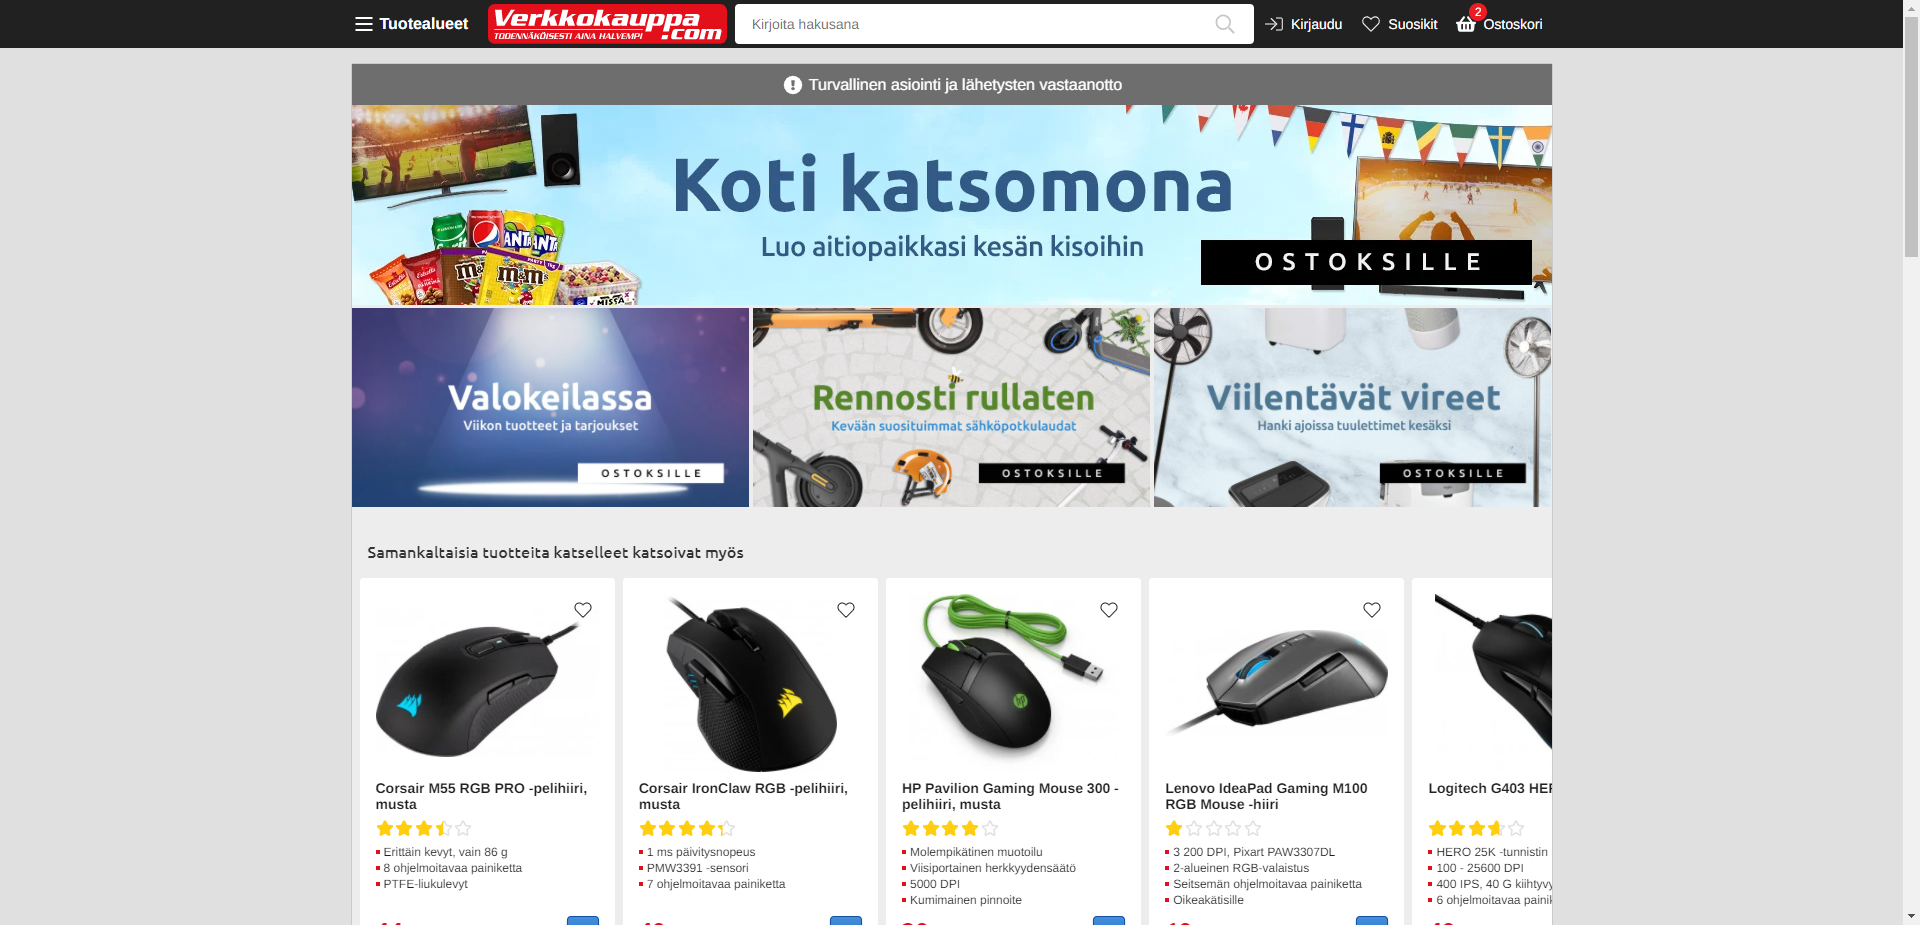 Tuotealueet
Verkkokauppa.com
TODENNÄKÖISESTI AINA HALVEMPI
Kirjoita hakusana
Kirjaudu
Suosikit
2
Ostoskori
Turvallinen asiointi ja lähetysten vastaanotto
Koti katsomona
Luo aitiopaikkasi kesän kisoihin
OSTOKSILLE
m&m's
MISSÄ X
Valokeilassa
Viikon tuotteet ja tarjoukset
OSTOKSILLE
Rennosti rullaten
Kevään suosituimmat sähköpotkulaudat
OSTOKSILLE
Viilentävät vireet
Hanki ajoissa tuulettimet kesäksi
OSTOKSILLE
Samankaltaisia tuotteita katselleet katsoivat myös
Corsair M55 RGB PRO -pelihiiri,
musta
Erittäin kevyt, vain 86 g
8 ohjelmoitavaa painiketta
PTFE-liukulevyt
Corsair IronClaw RGB -pelihiiri,
musta
1 ms päivitysnopeus
PMW3391 -sensori
7 ohjelmoitavaa painiketta
HP Pavilion Gaming Mouse 300 -
pelihiiri, musta
Molempikätinen muotoilu
Viisiportainen herkkyydensäätö
5000 DPI
Kumimainen pinnoite
Lenovo IdeaPad Gaming M100
RGB Mouse -hiiri
3 200 DPI, Pixart PAW3307DL
2-alueinen RGB-valaistus
Seitsemän ohjelmoitavaa painiketta
Oikeakätisille
Logitech G403 HER
HERO 25K -tunnistin
100 - 25600 DPI
400 IPS, 40 G kiihtyvy
6 ohjelmoitavaa painik